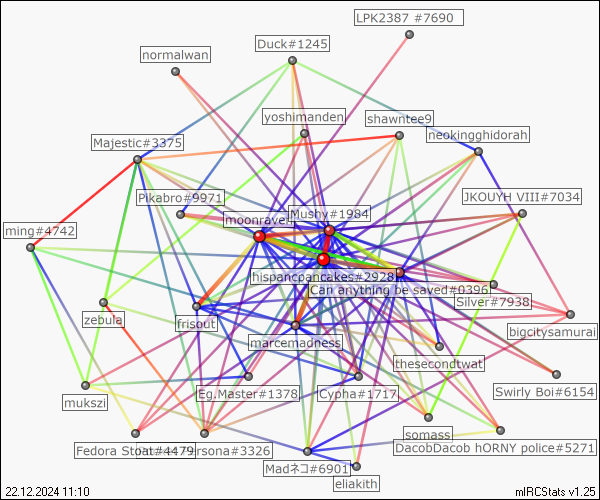 LPK2387 #7690
Duck#1245
normalwan
yoshimanden
shawntee9
neokingghidorah
Majestic#3375
Pikabro#9971
JKOUYH VIII#7034
Mushy#1984
moonravel
ming#4742
hispancpancakes#2928
Can anything be saved#0396
Silver#7938
zebula
frisout
bigcitysamurai
marcemadness
thesecondtwat
Eg.Master#1378
Cypha#1717
Swirly Boi#6154
mukszi
somass
Fedora Stoat#4479
rsona#3326
DacobDacob hORNY police#5271
Madネコ#6901
eliakith
22.12.2024 11:10
mIRCStats v1.25